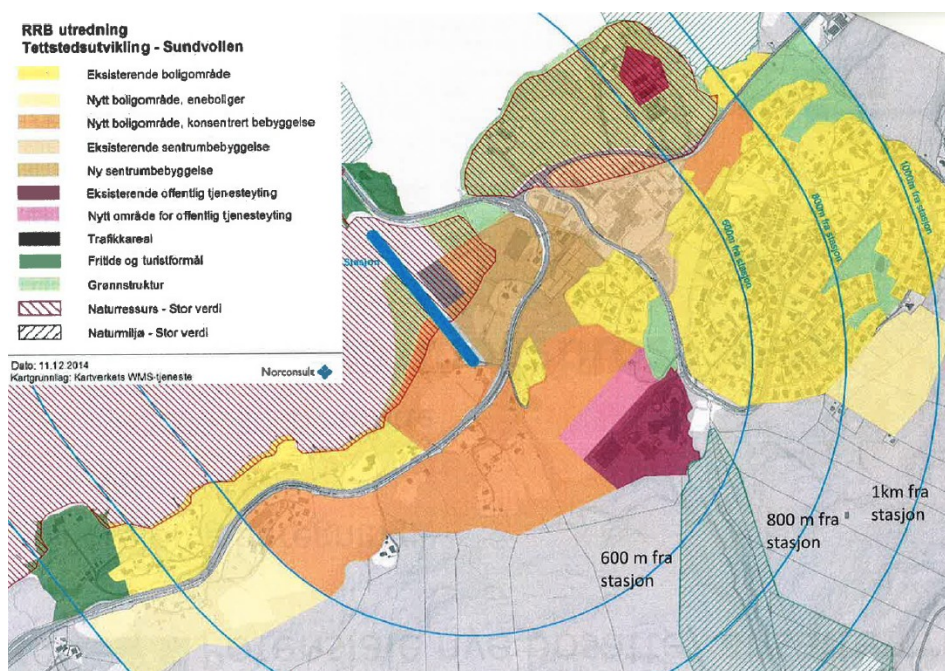 RRB utredning
Tettstedsutvikling - Sundvollen
Eksisterende boligområde
Nytt boligområde, eneboliger
Nytt boligområde, konsentrert bebyggelse
Eksisterende sentrumbebyggelse
Ny sentrumbebyggelse
Eksisterende offentlig tjenesteyting
Nytt område for offentlig tjenesteyting
Trafikkareal
Fritids og turistformål
Grønnstruktur
Naturressurs - Stor verdi
Naturmiljø - Stor verdi
Dato: 11.12.2014
Kartgrunnlag: Kartverkets WMS-tjeneste
Norconsult
Stasjon
600m fra stasjon
800m fra stasjon
1000m fra stasjon
600 m fra
stasjon
800 m fra
stasjon
1km fra
stasjon